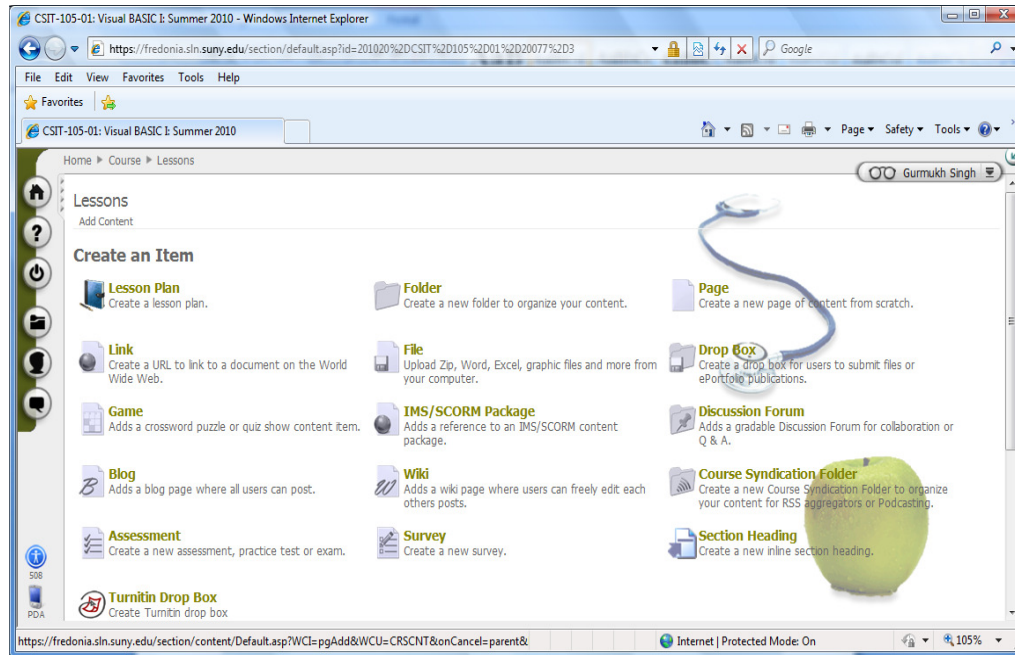 CSIT-105-01: Visual BASIC I: Summer 2010 - Windows Internet Explorer
https://fredonia.sln.suny.edu/section/default.asp?id=201020%2DCSIT%2D105%2D01%2D20077%2D3
Google
File Edit View Favorites Tools Help
Favorites
CSIT-105-01: Visual BASIC I: Summer 2010
Page Safety Tools
Home Course Lessons
Gurmukh Singh
Lessons
Add Content
Create an Item
Lesson Plan
Create a lesson plan.
Folder
Create a new folder to organize your content.
Page
Create a new page of content from scratch.
Link
Create a URL to link to a document on the World
Wide Web.
File
Upload Zip, Word, Excel, graphic files and more from
your computer.
Drop Box
Create a drop box for users to submit files or
ePortfolio publications.
Game
Adds a crossword puzzle or quiz show content item.
IMS/SCORM Package
Adds a reference to an IMS/SCORM content
package.
Discussion Forum
Adds a gradable Discussion Forum for collaboration or
Q & A.
Blog
Adds a blog page where all users can post.
Wiki
Adds a wiki page where users can freely edit each
others posts.
Course Syndication Folder
Create a new Course Syndication Folder to organize
your content for RSS aggregators or Podcasting.
Assessment
Create a new assessment, practice test or exam.
Survey
Create a new survey.
Section Heading
Create a new inline section heading.
508
PDA
Turnitin Drop Box
Create Turnitin drop box
https://fredonia.sln.suny.edu/section/content/Default.asp?WCI=pgAdd&WCU=CRSCNT&onCancel=parent&
Internet | Protected Mode: On
105%